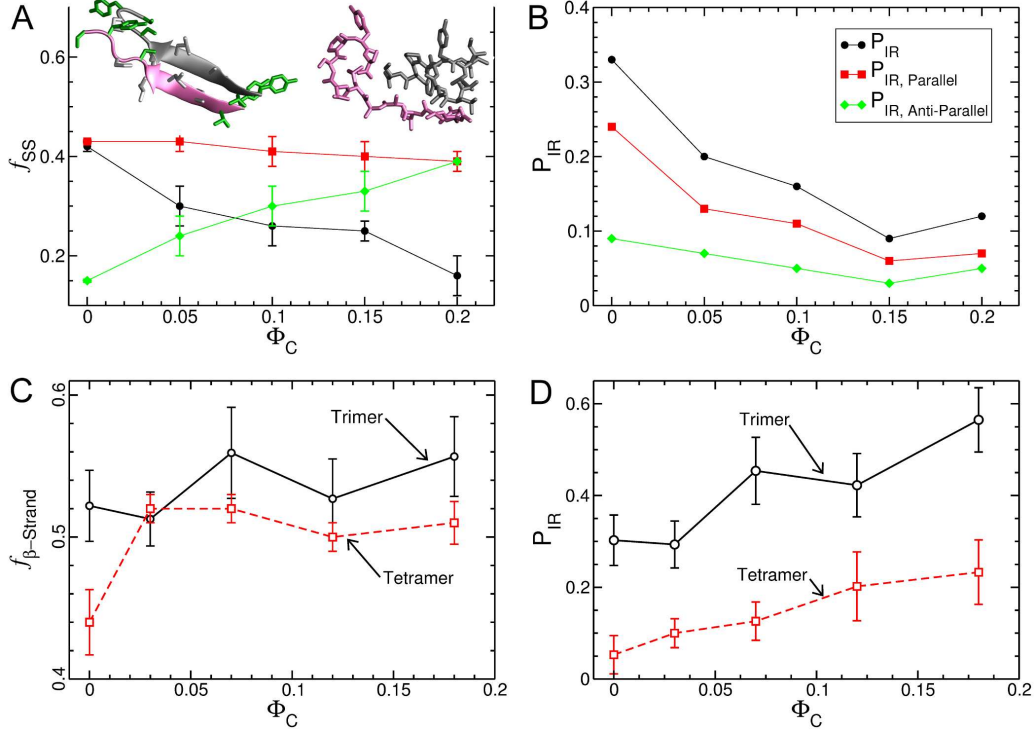 A
0.6
0.4
0.2
f_SS
0
0.05
0.1
0.15
0.2
Φ_C
B
0.4
0.3
0.2
0.1
0
P_IR
P_IR
P_IR, Parallel
P_IR, Anti-Parallel
0
0.05
0.1
0.15
0.2
Φ_C
C
0.6
0.5
0.4
f_β−Strand
Trimer
Tetramer
0
0.05
0.1
0.15
0.2
Φ_C
D
0.6
0.4
0.2
0
P_IR
Trimer
Tetramer
0
0.05
0.1
0.15
0.2
Φ_C